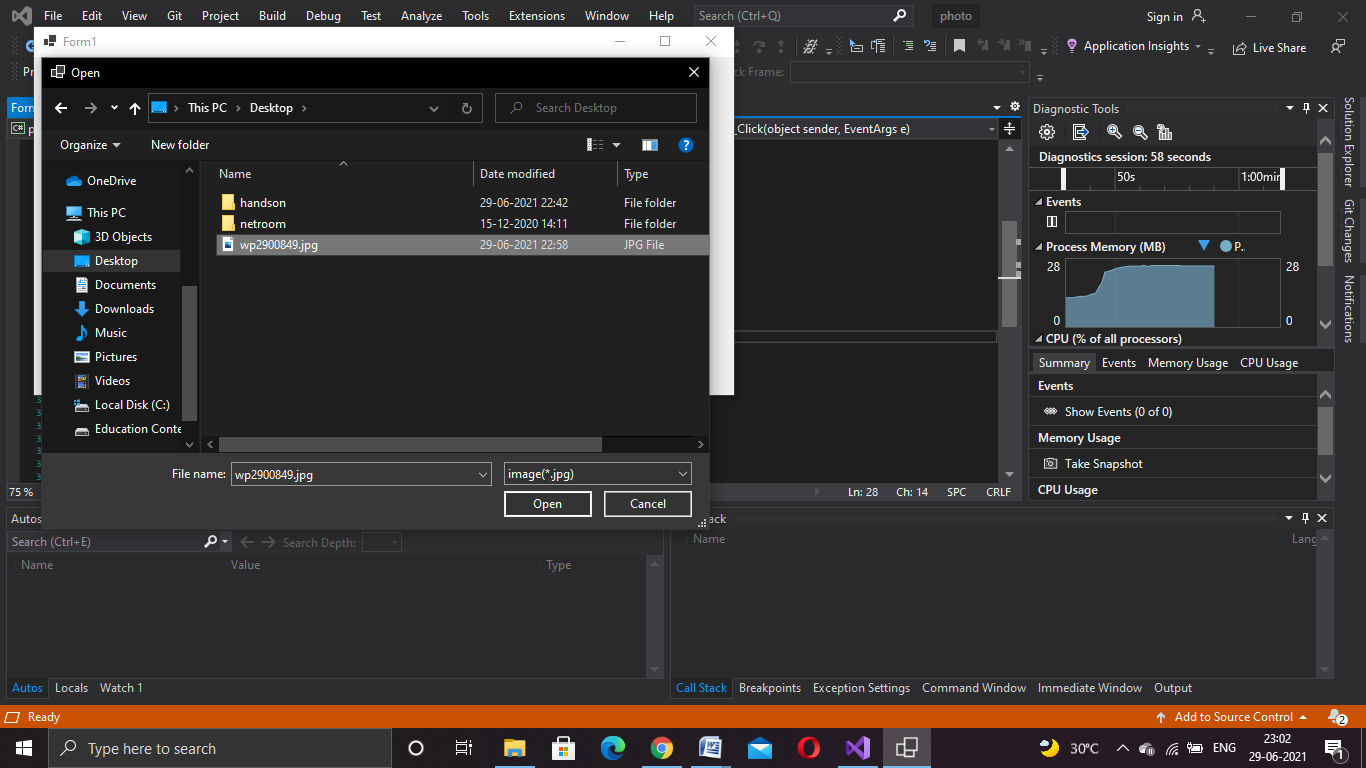 File Edit View Git Project Build Debug Test Analyze Tools Extensions Window Help Search (Ctrl+Q) photo Sign in
Form1
Application Insights Live Share
Open
ck Frame:
This PC Desktop Search Desktop
Form
C#
_Click(object sender, EventArgs e)
Diagnostic Tools
Solution Explorer
Git Changes
Notifications
Organize New folder
Diagnostics session: 58 seconds
50s 1:00min
Name Date modified Type
OneDrive
This PC
3D Objects
Desktop
Documents
Downloads
Music
Pictures
Videos
Local Disk (C:)
Education Conte
handson 29-06-2021 22:42 File folder
netroom 15-12-2020 14:11 File folder
wp2900849.jpg 29-06-2021 22:58 JPG File
Events
Process Memory (MB) P..
28 28
0 0
CPU (% of all processors)
Summary Events Memory Usage CPU Usage
Events
Show Events (0 of 0)
Memory Usage
Take Snapshot
CPU Usage
File name: wp2900849.jpg image(*.jpg)
Open Cancel
75 % Ln: 28 Ch: 14 SPC CRLF
Autos
ack
Search (Ctrl+E) Search Depth:
Name Value Type
Name Lang
Autos Locals Watch 1
Call Stack Breakpoints Exception Settings Command Window Immediate Window Output
Ready Add to Source Control 2
Type here to search 30°C ENG 23:02
29-06-2021 1